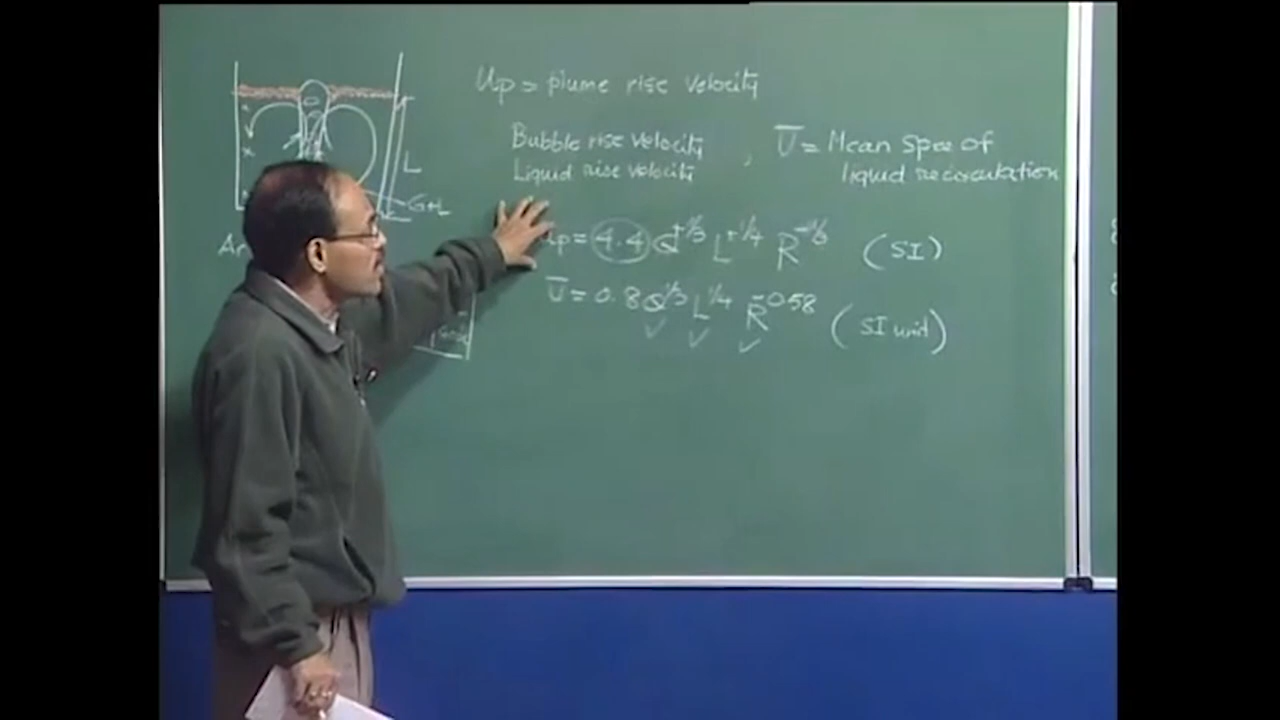 Up = plume rise velocity
Bubble rise velocity
Liquid rise velocity , U̅ = Mean Spee of
liquid recirculation
L
G+L
Up = 4.4 Q^{+1/3} L^{+1/4} R^{-1/3} (SI)
U̅ = 0.8 Q^{1/3} L^{1/4} R^{-0.58} (SI unit)